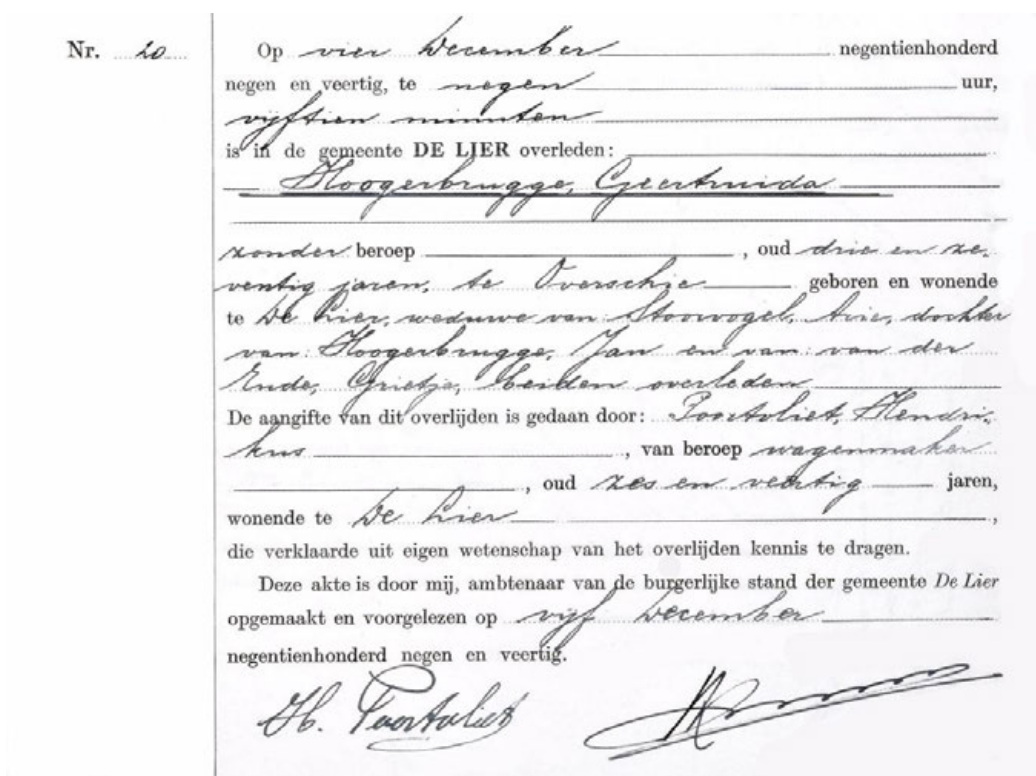 Nr. 20
Op vier December negentienhonderd
negen en veertig, te negen uur,
vijftien minuten
is in de gemeente DE LIER overleden:
Hoogerbrugge, Geertruida
zonder beroep , oud drie en ze-
ventig jaren, te Overschie geboren en wonende
te De Lier, weduwe van Stoorvogel, Arie, dochter
van Hoogerbrugge, Jan en van van der
Ende, Grietje, beiden overleden
De aangifte van dit overlijden is gedaan door: Poortvliet, Hendri-
kus , van beroep wagenmaker
, oud zes en veertig jaren,
wonende te De Lier ,
die verklaarde uit eigen wetenschap van het overlijden kennis te dragen.
Deze akte is door mij, ambtenaar van de burgerlijke stand der gemeente De Lier
opgemaakt en voorgelezen op vijf December
negentienhonderd negen en veertig.
H. Poortvliet